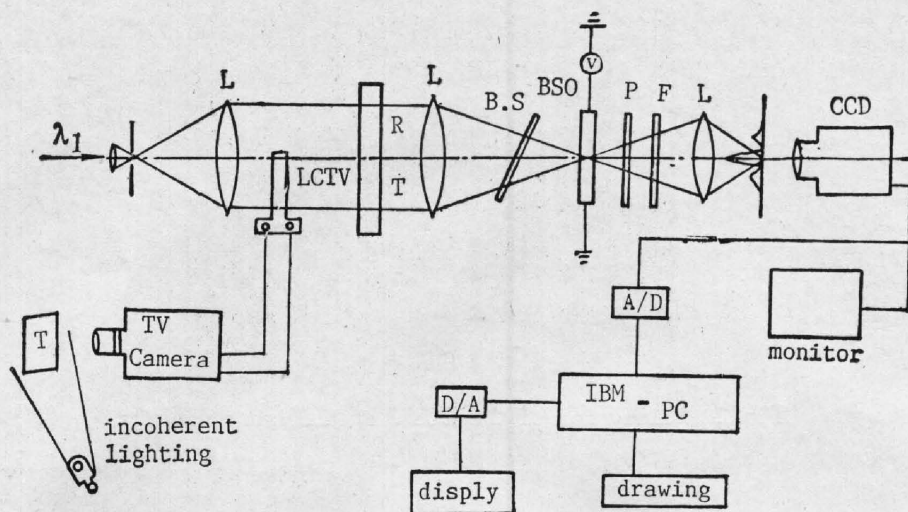 L
L
B.S
BSO
V
P
F
L
CCD
λ1
R
LCTV
T
A/D
T
TV
Camera
monitor
incoherent
lighting
D/A
IBM - PC
disply
drawing